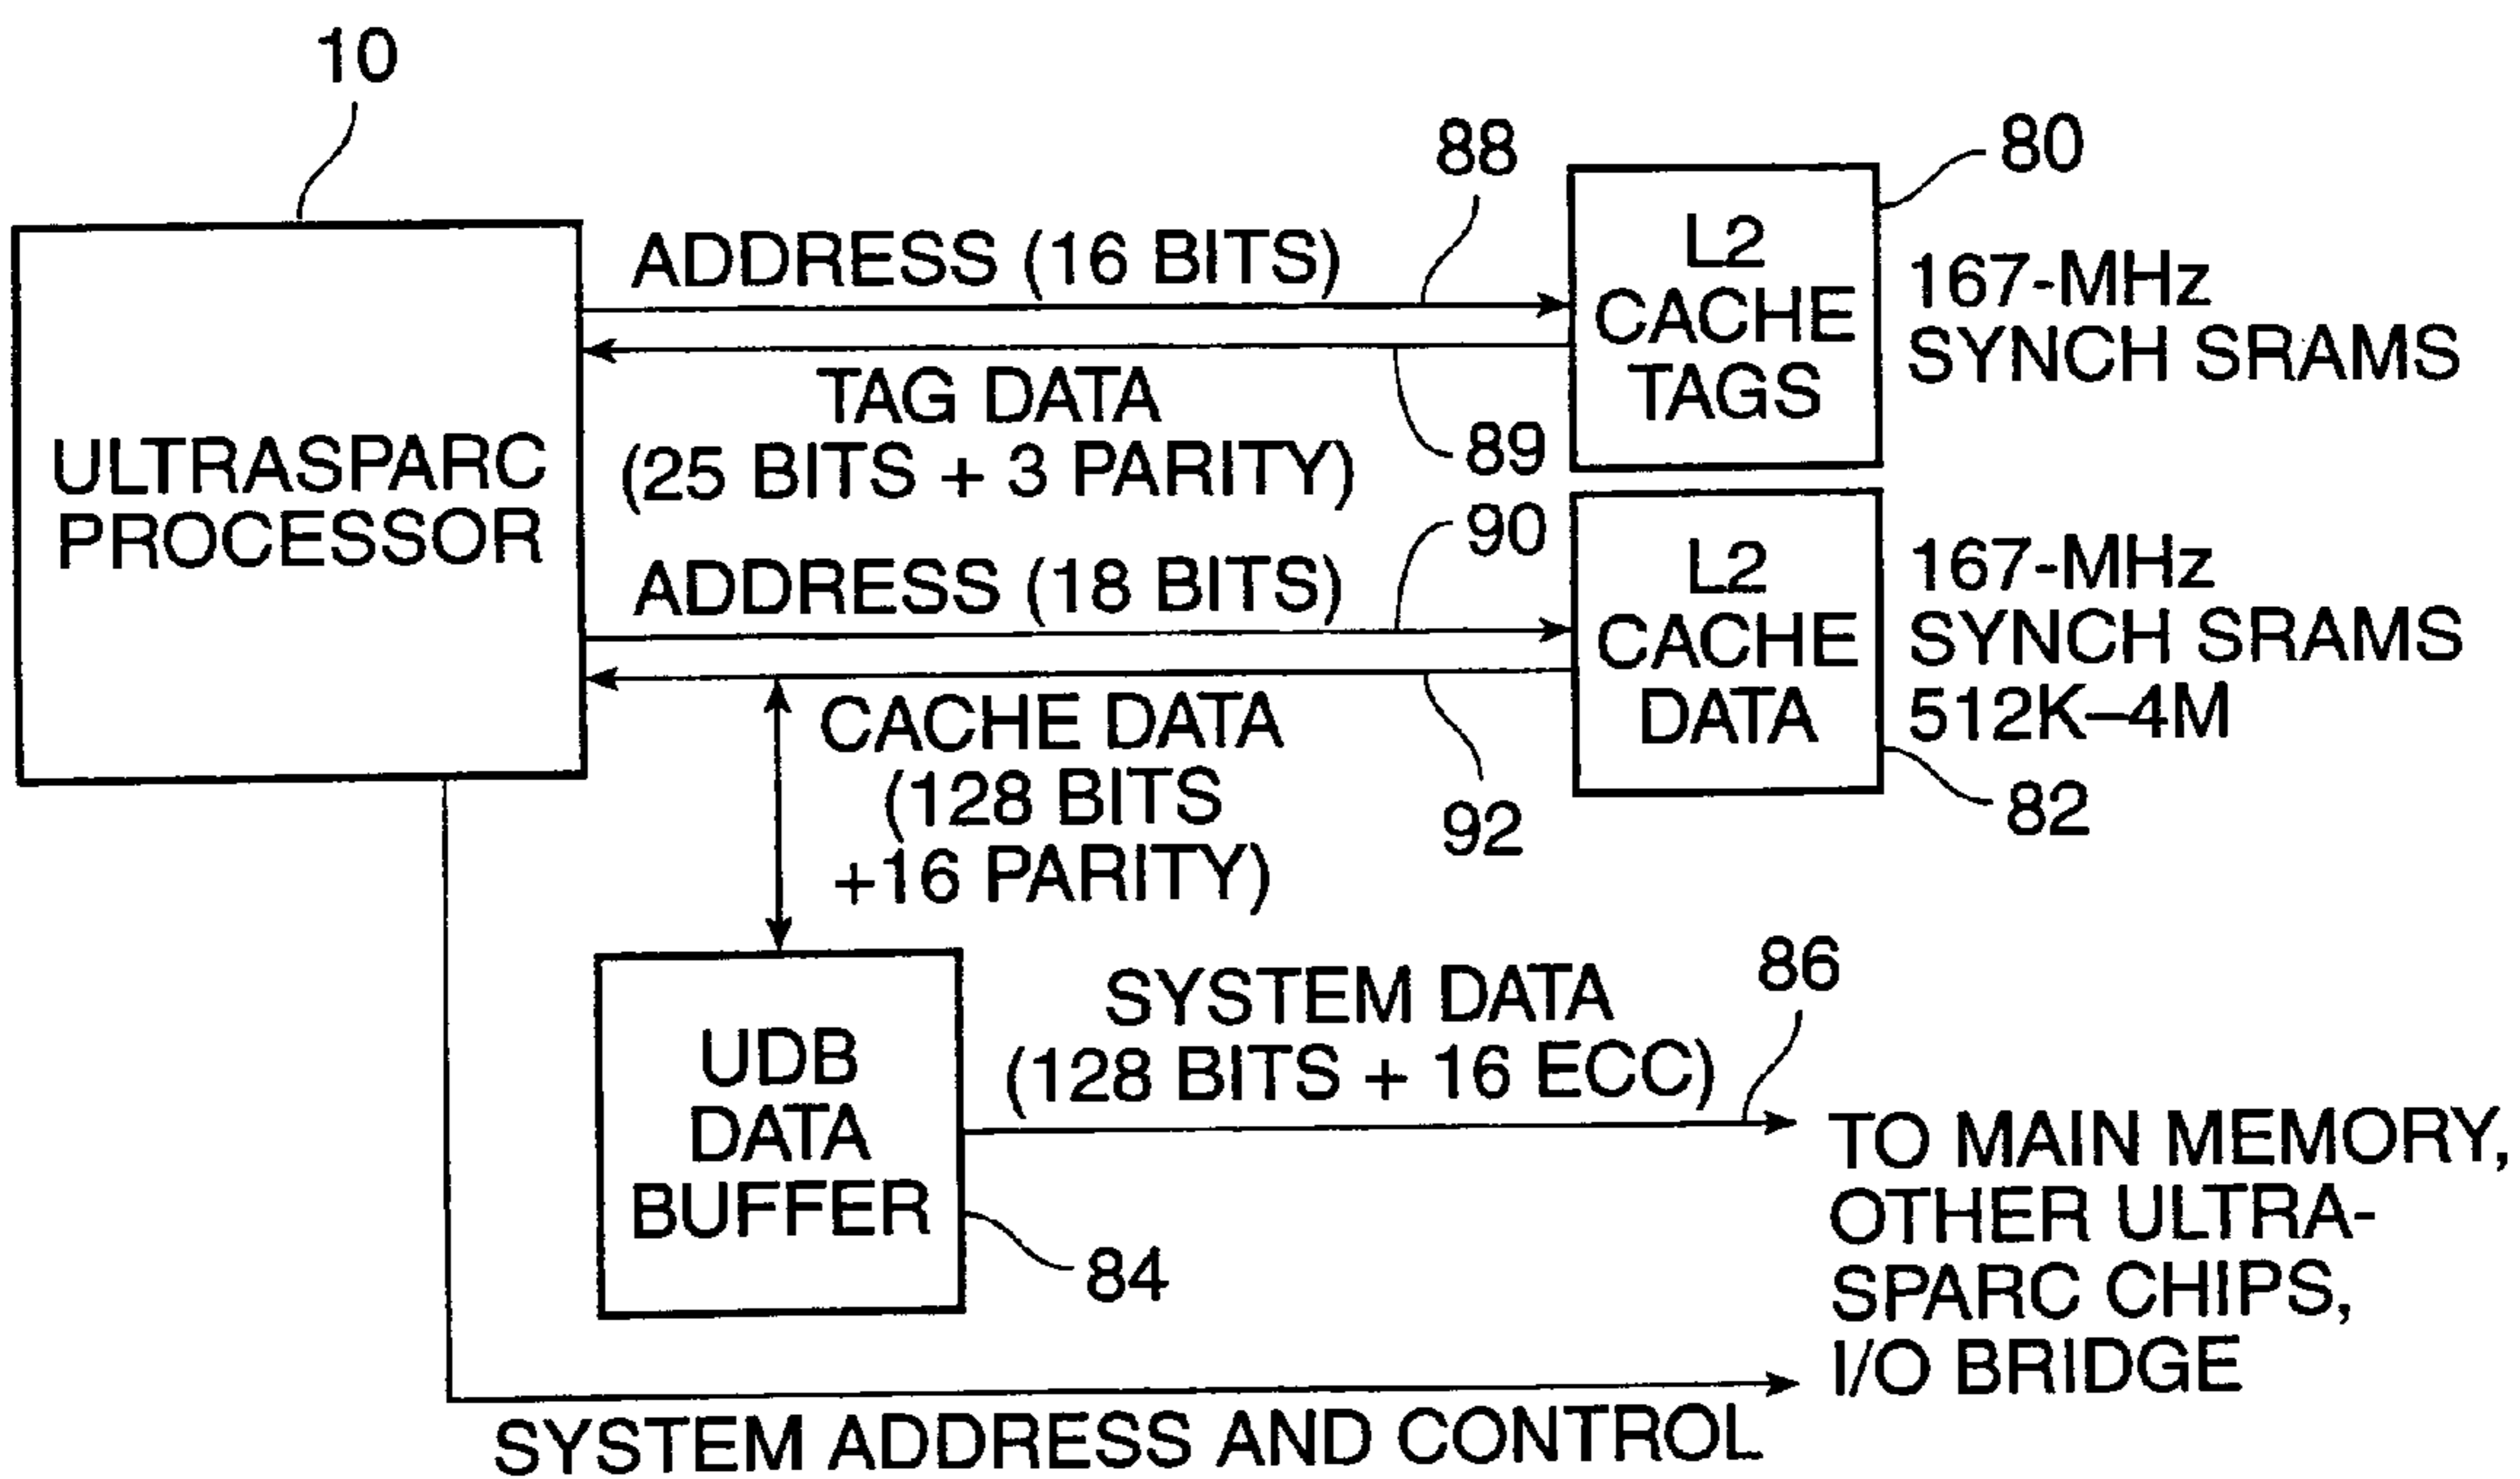 10
88
80
ADDRESS (16 BITS)
L2
CACHE
TAGS
167-MHz
SYNCH SRAMS
TAG DATA
(25 BITS + 3 PARITY)
89
90
ULTRASPARC
PROCESSOR
ADDRESS (18 BITS)
L2
CACHE
DATA
167-MHz
SYNCH SRAMS
512K–4M
CACHE DATA
(128 BITS
+16 PARITY)
92
82
SYSTEM DATA
(128 BITS + 16 ECC)
86
UDB
DATA
BUFFER
84
TO MAIN MEMORY,
OTHER ULTRA-
SPARC CHIPS,
I/O BRIDGE
SYSTEM ADDRESS AND CONTROL